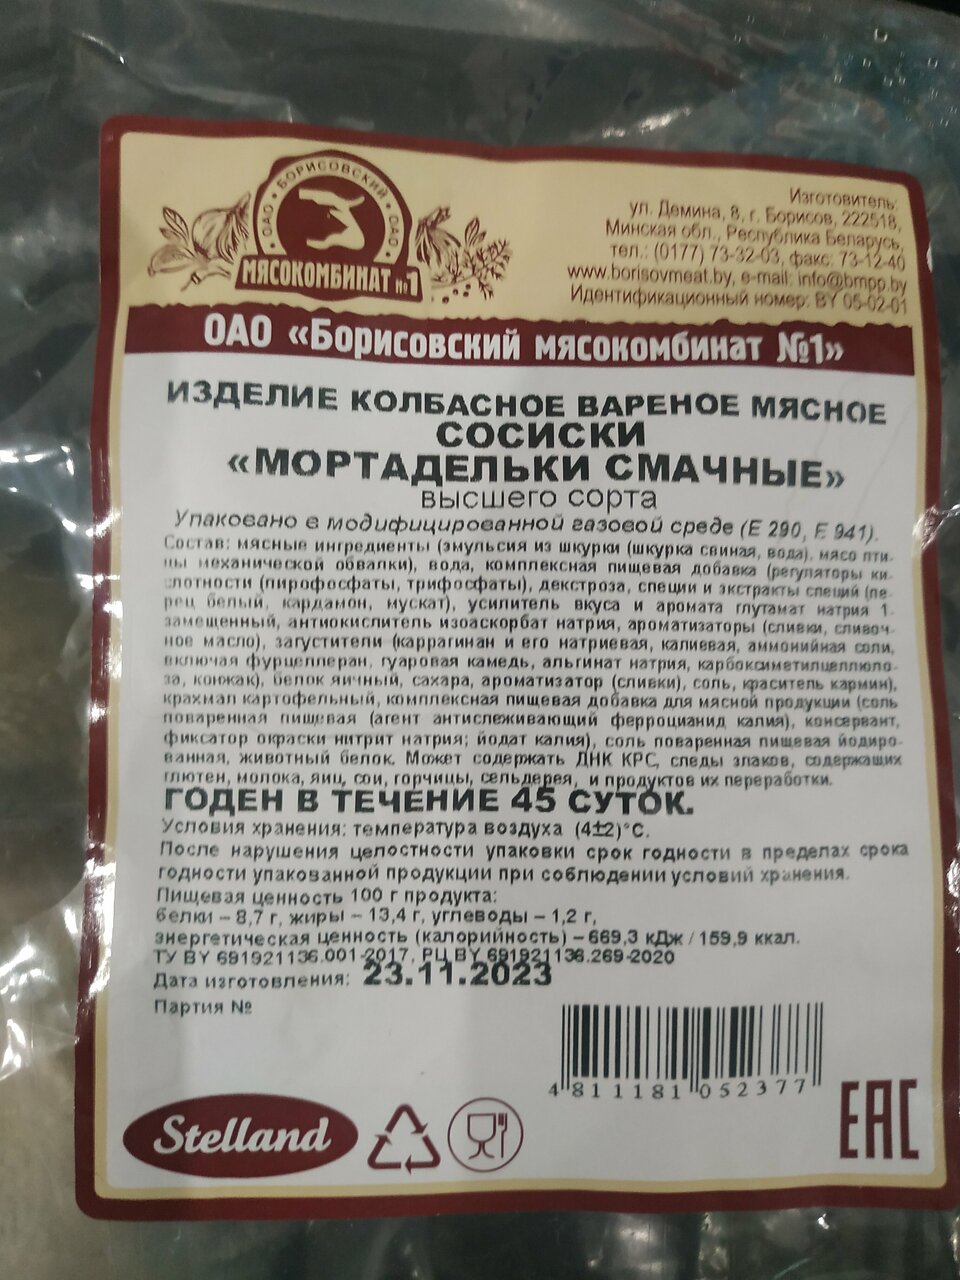 ОАО • БОРИСОВСКИЙ • ОАО
МЯСОКОМБИНАТ №1
Изготовитель:
ул. Демина, 8, г. Борисов, 222518,
Минская обл., Республика Беларусь,
тел.: (0177) 73-32-03, факс: 73-12-40
www.borisovmeat.by, e-mail: info@bmpp.by
Идентификационный номер: BY 05-02-01
ОАО «Борисовский мясокомбинат №1»
ИЗДЕЛИЕ КОЛБАСНОЕ ВАРЕНОЕ МЯСНОЕ
СОСИСКИ
«МОРТАДЕЛЬКИ СМАЧНЫЕ»
высшего сорта
Упаковано в модифицированной газовой среде (Е 290, Е 941).
Состав: мясные ингредиенты (эмульсия из шкурки (шкурка свиная, вода), мясо пти-
цы механической обвалки), вода, комплексная пищевая добавка (регуляторы ки-
слотности (пирофосфаты, трифосфаты), декстроза, специи и экстракты специй (пе-
рец белый, кардамон, мускат), усилитель вкуса и аромата глутамат натрия 1-
замещенный, антиокислитель изоаскорбат натрия, ароматизаторы (сливки, сливоч-
ное масло), загустители (каррагинан и его натриевая, калиевая, аммонийная соли,
включая фурцеллеран, гуаровая камедь, альгинат натрия, карбоксиметилцеллюло-
за, конжак), белок яичный, сахара, ароматизатор (сливки), соль, краситель кармин),
крахмал картофельный, комплексная пищевая добавка для мясной продукции (соль
поваренная пищевая (агент антислеживающий ферроцианид калия), консервант,
фиксатор окраски нитрит натрия; йодат калия), соль поваренная пищевая йодиро-
ванная, животный белок. Может содержать ДНК КРС, следы злаков, содержащих
глютен, молока, яиц, сои, горчицы, сельдерея, и продуктов их переработки.
ГОДЕН В ТЕЧЕНИЕ 45 СУТОК.
Условия хранения: температура воздуха (4±2)°С.
После нарушения целостности упаковки срок годности в пределах срока
годности упакованной продукции при соблюдении условий хранения.
Пищевая ценность 100 г продукта:
белки – 8,7 г, жиры – 13,4 г, углеводы – 1,2 г,
энергетическая ценность (калорийность) – 669,3 кДж / 159,9 ккал.
ТУ BY 691921136.001-2017, РЦ BY 691921136.269-2020
Дата изготовления: 23.11.2023
Партия №
4 811181 052377
Stelland
ЕАС